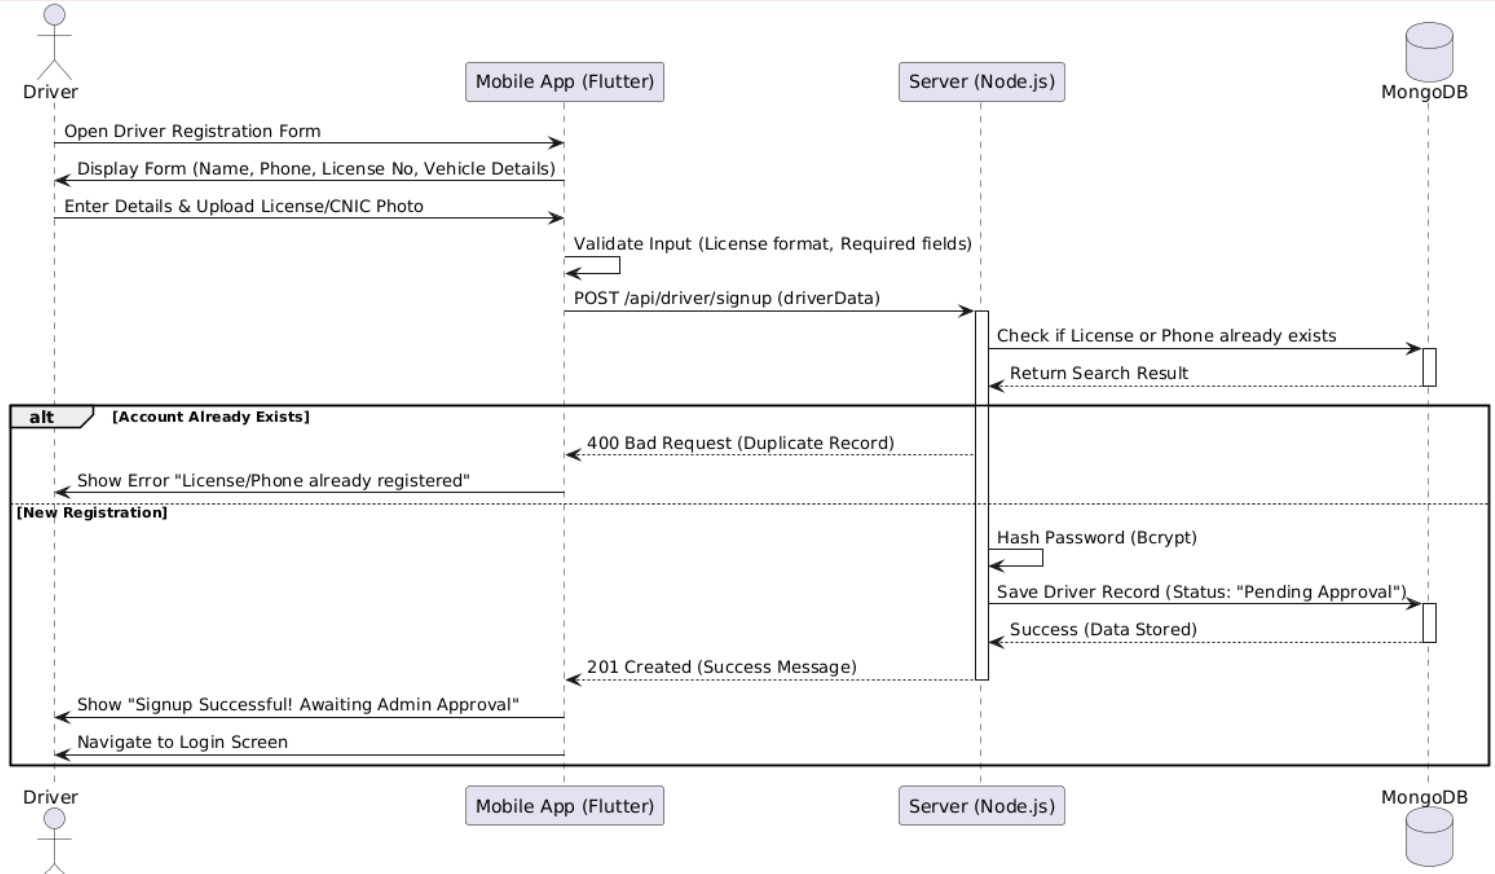 Driver
Mobile App (Flutter)
Server (Node.js)
MongoDB
Open Driver Registration Form
Display Form (Name, Phone, License No, Vehicle Details)
Enter Details & Upload License/CNIC Photo
Validate Input (License format, Required fields)
POST /api/driver/signup (driverData)
Check if License or Phone already exists
Return Search Result
alt [Account Already Exists]
400 Bad Request (Duplicate Record)
Show Error "License/Phone already registered"
[New Registration]
Hash Password (Bcrypt)
Save Driver Record (Status: "Pending Approval")
Success (Data Stored)
201 Created (Success Message)
Show "Signup Successful! Awaiting Admin Approval"
Navigate to Login Screen
Driver
Mobile App (Flutter)
Server (Node.js)
MongoDB